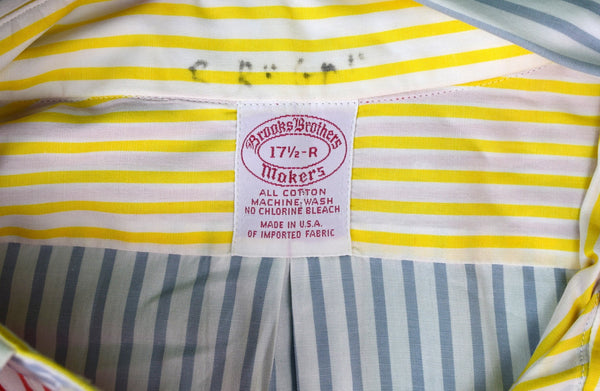 Brooks Brothers
17½-R
Makers
ALL COTTON
MACHINE WASH
NO CHLORINE BLEACH
MADE IN U.S.A.
OF IMPORTED FABRIC